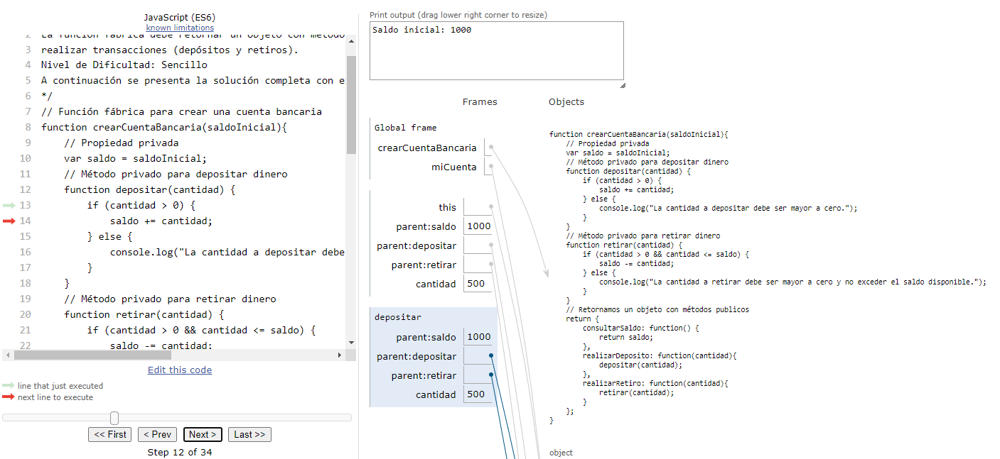 JavaScript (ES6)
known limitations
2 La función fábrica debe retornar un objeto con método
3 realizar transacciones (depósitos y retiros).
4 Nivel de Dificultad: Sencillo
5 A continuación se presenta la solución completa con e
6 */
7 // Función fábrica para crear una cuenta bancaria
8 function crearCuentaBancaria(saldoInicial){
9 // Propiedad privada
10 var saldo = saldoInicial;
11 // Método privado para depositar dinero
12 function depositar(cantidad) {
13 if (cantidad > 0) {
14 saldo += cantidad;
15 } else {
16 console.log("La cantidad a depositar debe
17 }
18 }
19 // Método privado para retirar dinero
20 function retirar(cantidad) {
21 if (cantidad > 0 && cantidad <= saldo) {
22 saldo -= cantidad;
Edit this code
line that just executed
next line to execute
<< First < Prev Next > Last >>
Step 12 of 34
Print output (drag lower right corner to resize)
Saldo inicial: 1000
Frames Objects
Global frame
crearCuentaBancaria
miCuenta
this
parent:saldo 1000
parent:depositar
parent:retirar
cantidad 500
depositar
parent:saldo 1000
parent:depositar
parent:retirar
cantidad 500
function crearCuentaBancaria(saldoInicial){
// Propiedad privada
var saldo = saldoInicial;
// Método privado para depositar dinero
function depositar(cantidad) {
if (cantidad > 0) {
saldo += cantidad;
} else {
console.log("La cantidad a depositar debe ser mayor a cero.");
}
}
// Método privado para retirar dinero
function retirar(cantidad) {
if (cantidad > 0 && cantidad <= saldo) {
saldo -= cantidad;
} else {
console.log("La cantidad a retirar debe ser mayor a cero y no exceder el saldo disponible.");
}
}
// Retornamos un objeto con métodos publicos
return {
consultarSaldo: function() {
return saldo;
},
realizarDeposito: function(cantidad){
depositar(cantidad);
},
realizarRetiro: function(cantidad){
retirar(cantidad);
}
};
}
object